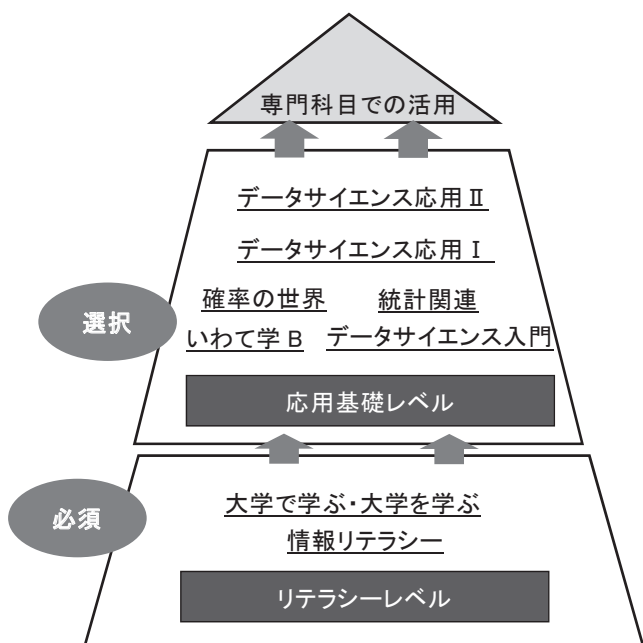 専門科目での活用
データサイエンス応用Ⅱ
データサイエンス応用Ⅰ
確率の世界
統計関連
選択
いわて学 B
データサイエンス入門
応用基礎レベル
必須
大学で学ぶ・大学を学ぶ
情報リテラシー
リテラシーレベル